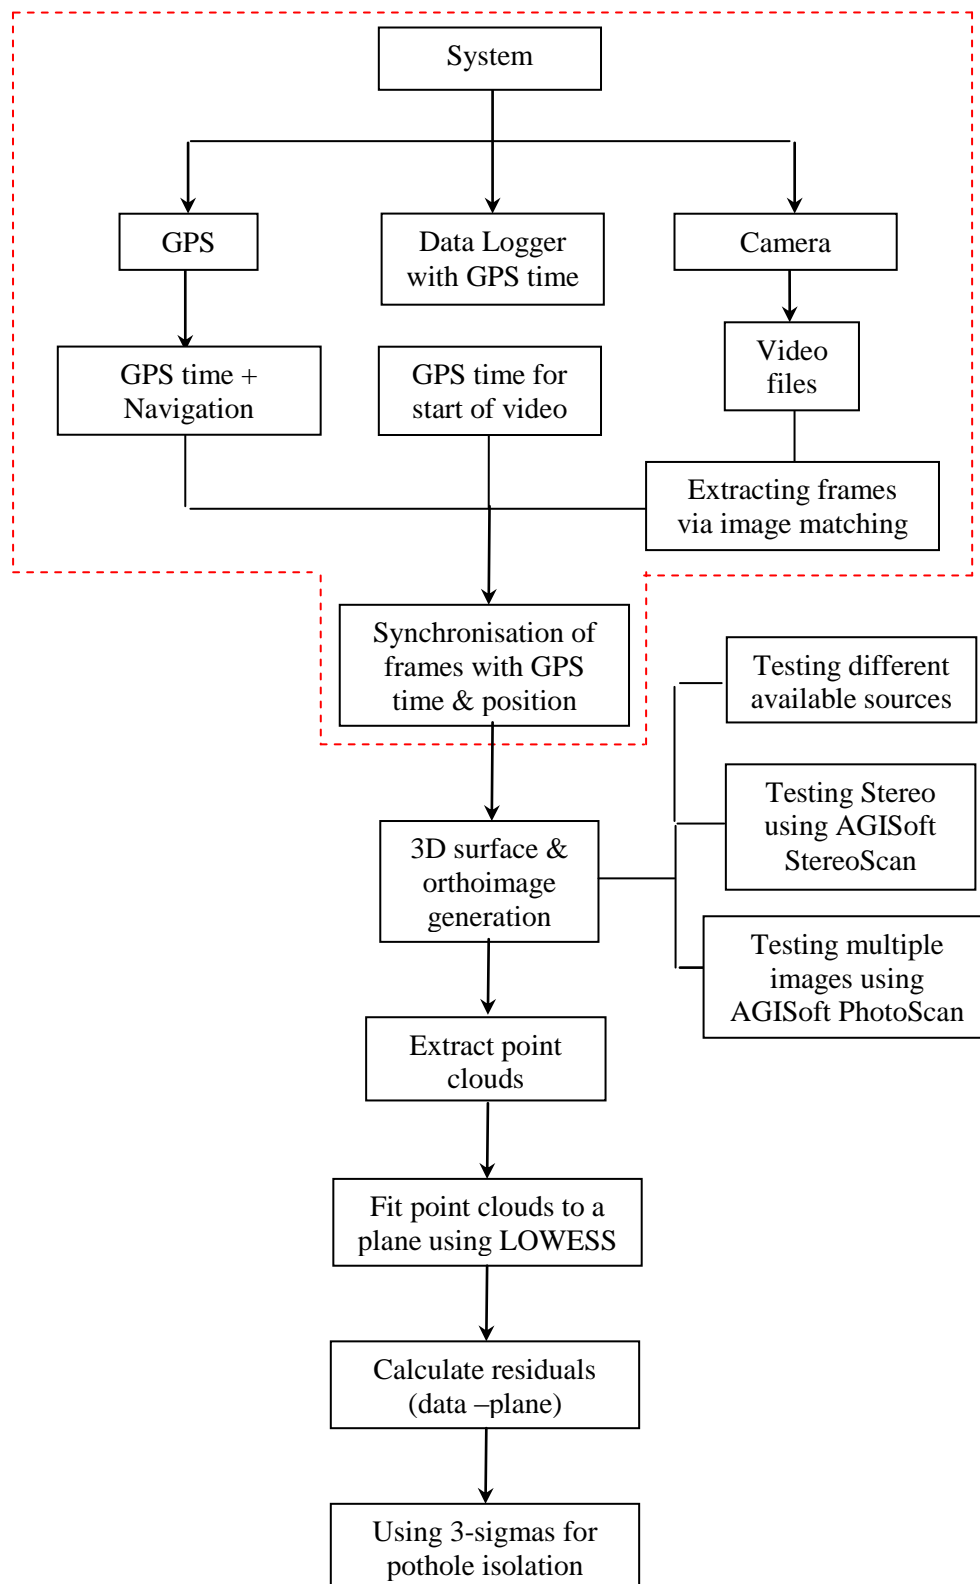 System
GPS
Data Logger
with GPS time
Camera
GPS time +
Navigation
GPS time for
start of video
Video
files
Extracting frames
via image matching
Synchronisation of
frames with GPS
time & position
Testing different
available sources
Testing Stereo
using AGISoft
StereoScan
3D surface &
orthoimage
generation
Testing multiple
images using
AGISoft PhotoScan
Extract point
clouds
Fit point clouds to a
plane using LOWESS
Calculate residuals
(data –plane)
Using 3-sigmas for
pothole isolation